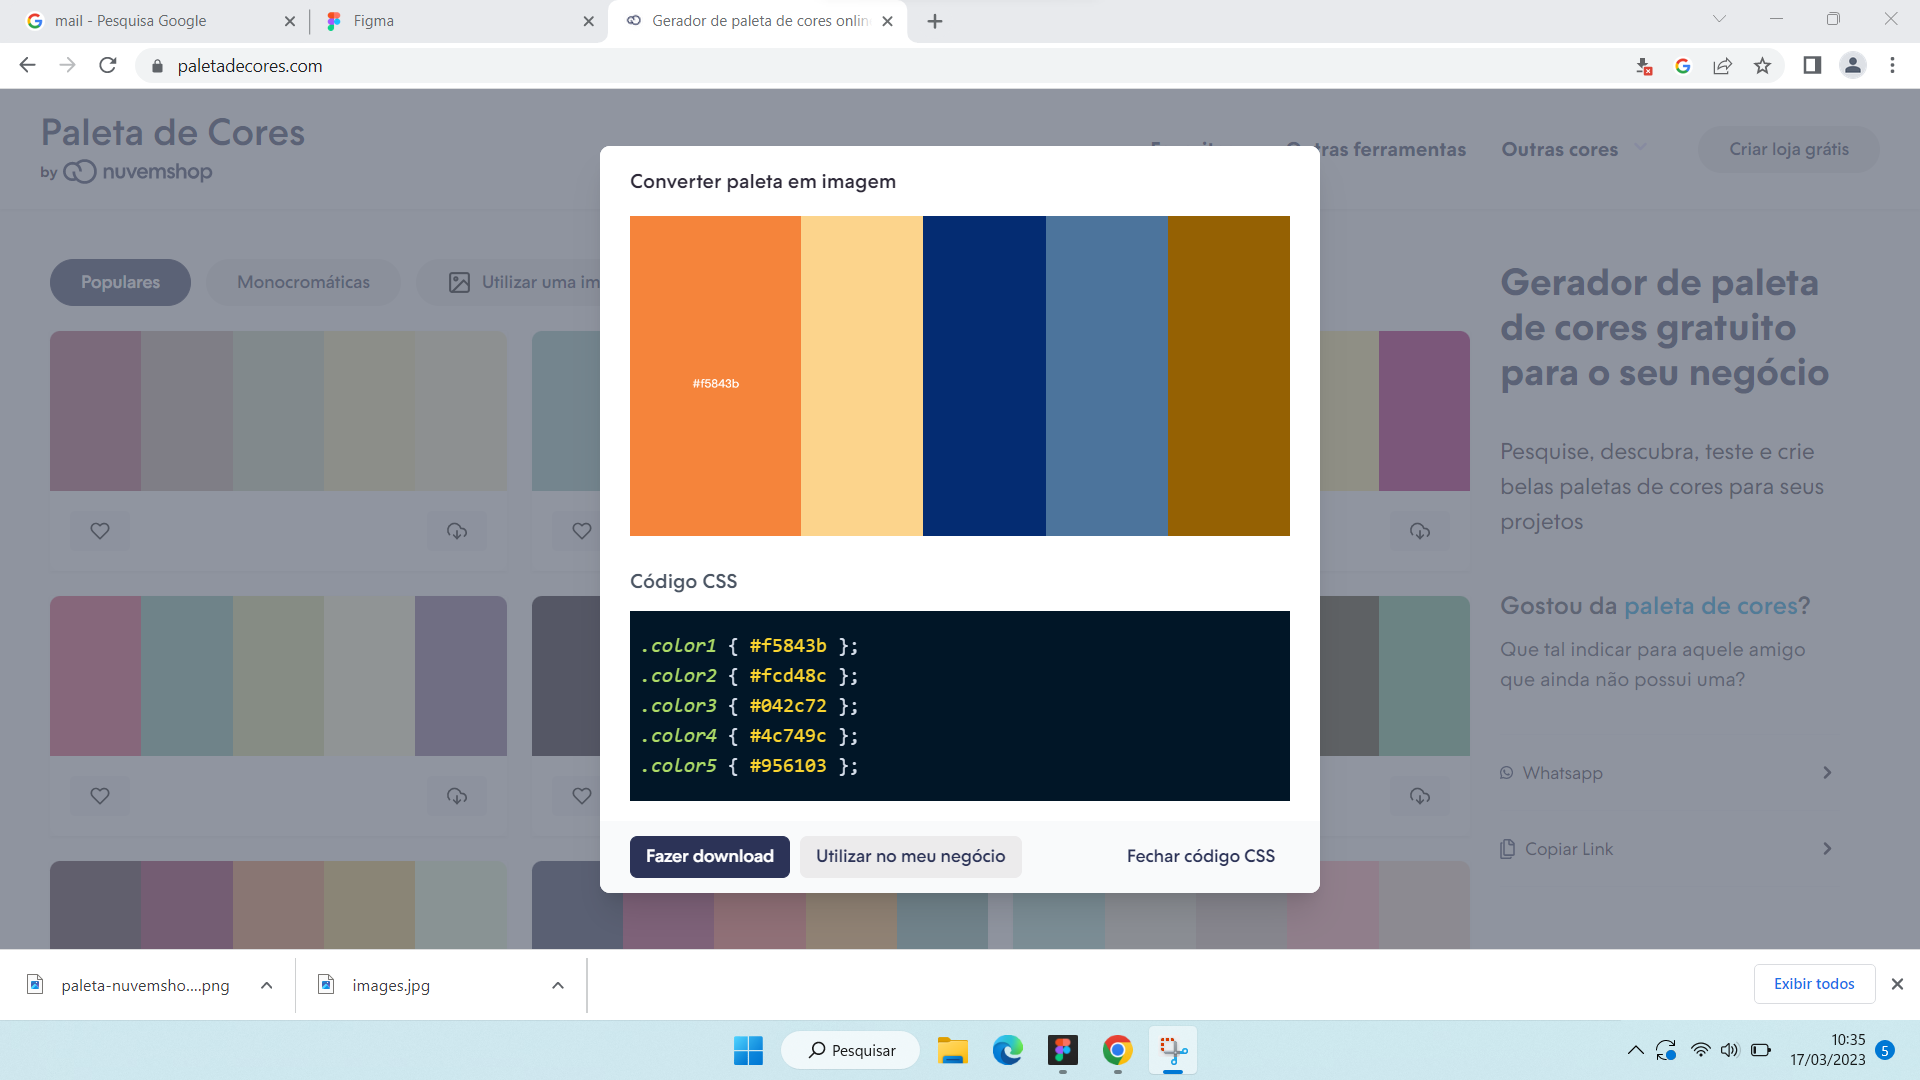 mail - Pesquisa Google
Figma
Gerador de paleta de cores onlin
paletadecores.com
Paleta de Cores
by nuvemshop
tras ferramentas
Outras cores
Criar loja grátis
Populares
Monocromáticas
Utilizar uma im
Converter paleta em imagem
#f5843b
Código CSS
.color1 { #f5843b };
.color2 { #fcd48c };
.color3 { #042c72 };
.color4 { #4c749c };
.color5 { #956103 };
Fazer download
Utilizar no meu negócio
Fechar código CSS
Gerador de paleta
de cores gratuito
para o seu negócio
Pesquise, descubra, teste e crie
belas paletas de cores para seus
projetos
Gostou da paleta de cores?
Que tal indicar para aquele amigo
que ainda não possui uma?
Whatsapp
Copiar Link
paleta-nuvemsho....png
images.jpg
Exibir todos
Pesquisar
10:35
17/03/2023
5